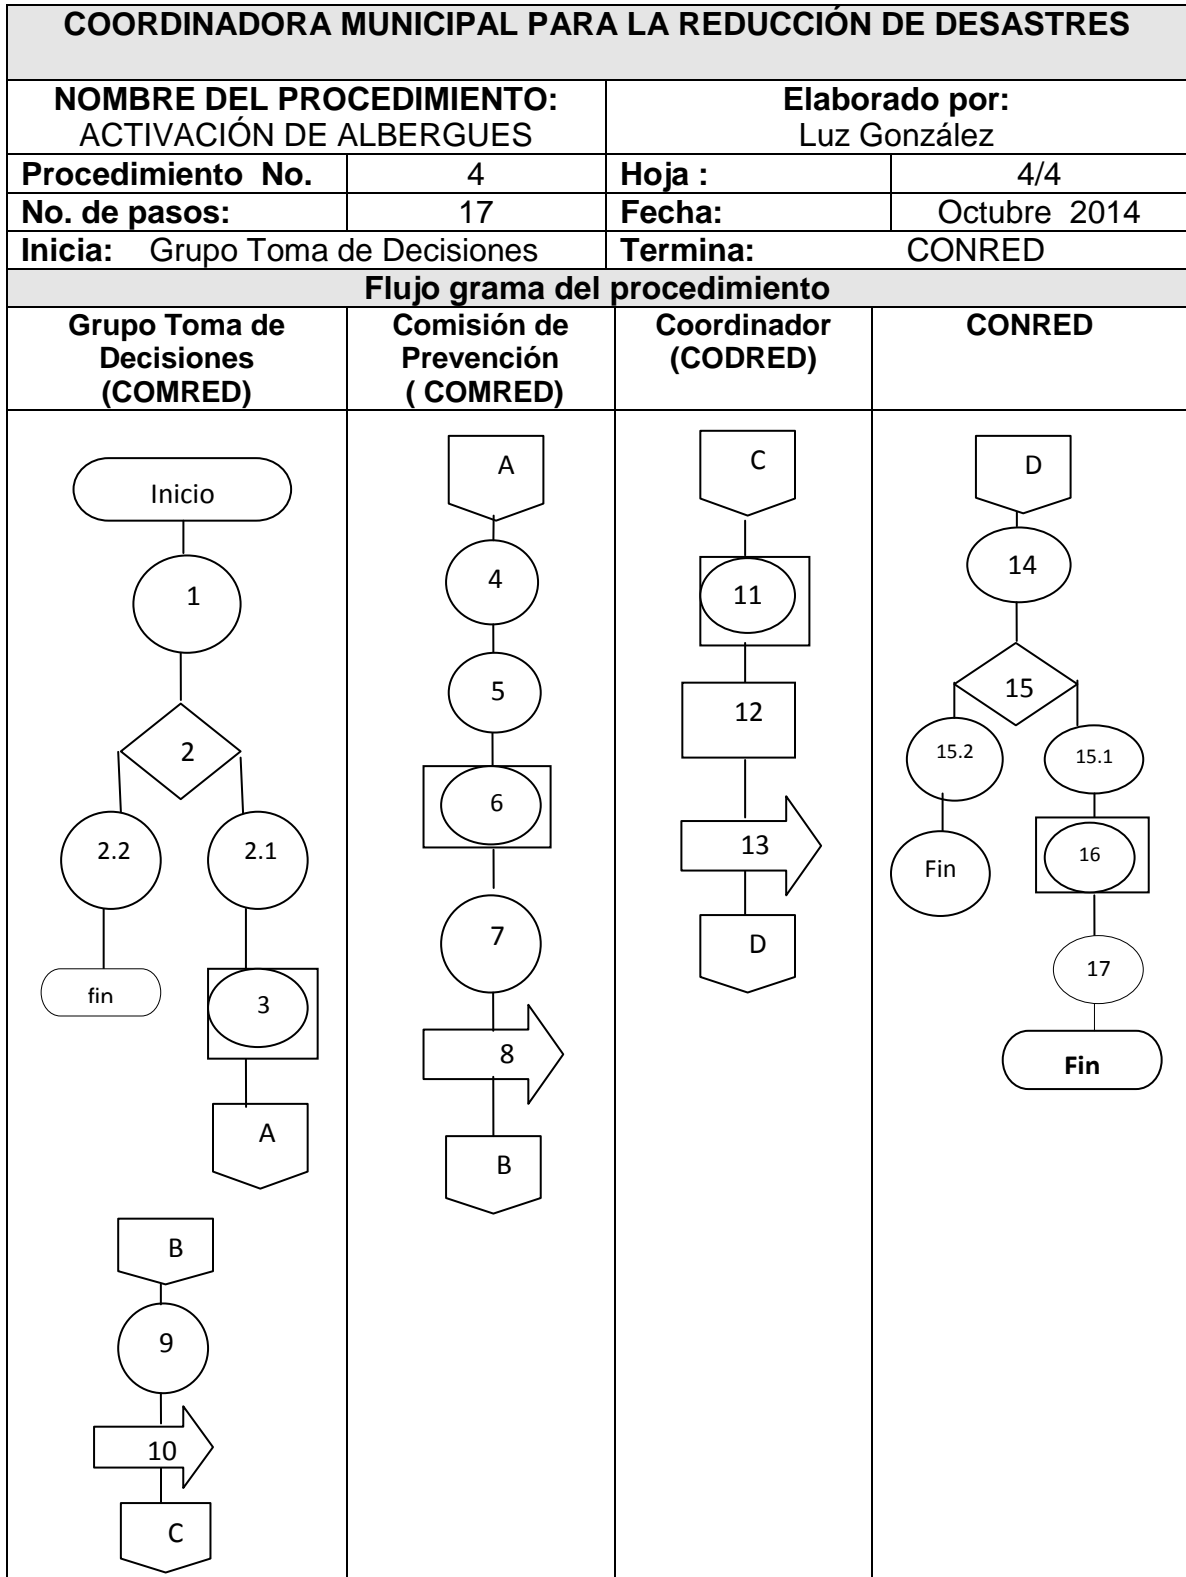 COORDINADORA MUNICIPAL PARA LA REDUCCIÓN DE DESASTRES
NOMBRE DEL PROCEDIMIENTO:
ACTIVACIÓN DE ALBERGUES
Elaborado por:
Luz González
Procedimiento No. 4 Hoja : 4/4
No. de pasos: 17 Fecha: Octubre 2014
Inicia: Grupo Toma de Decisiones Termina: CONRED
Flujo grama del procedimiento
Grupo Toma de
Decisiones
(COMRED)
Comisión de
Prevención
( COMRED)
Coordinador
(CODRED)
CONRED
Inicio
1
2
2.2 2.1
fin
3
A
B
9
10
C
A
4
5
6
7
8
B
C
11
12
13
D
D
14
15
15.2 15.1
Fin
16
17
Fin